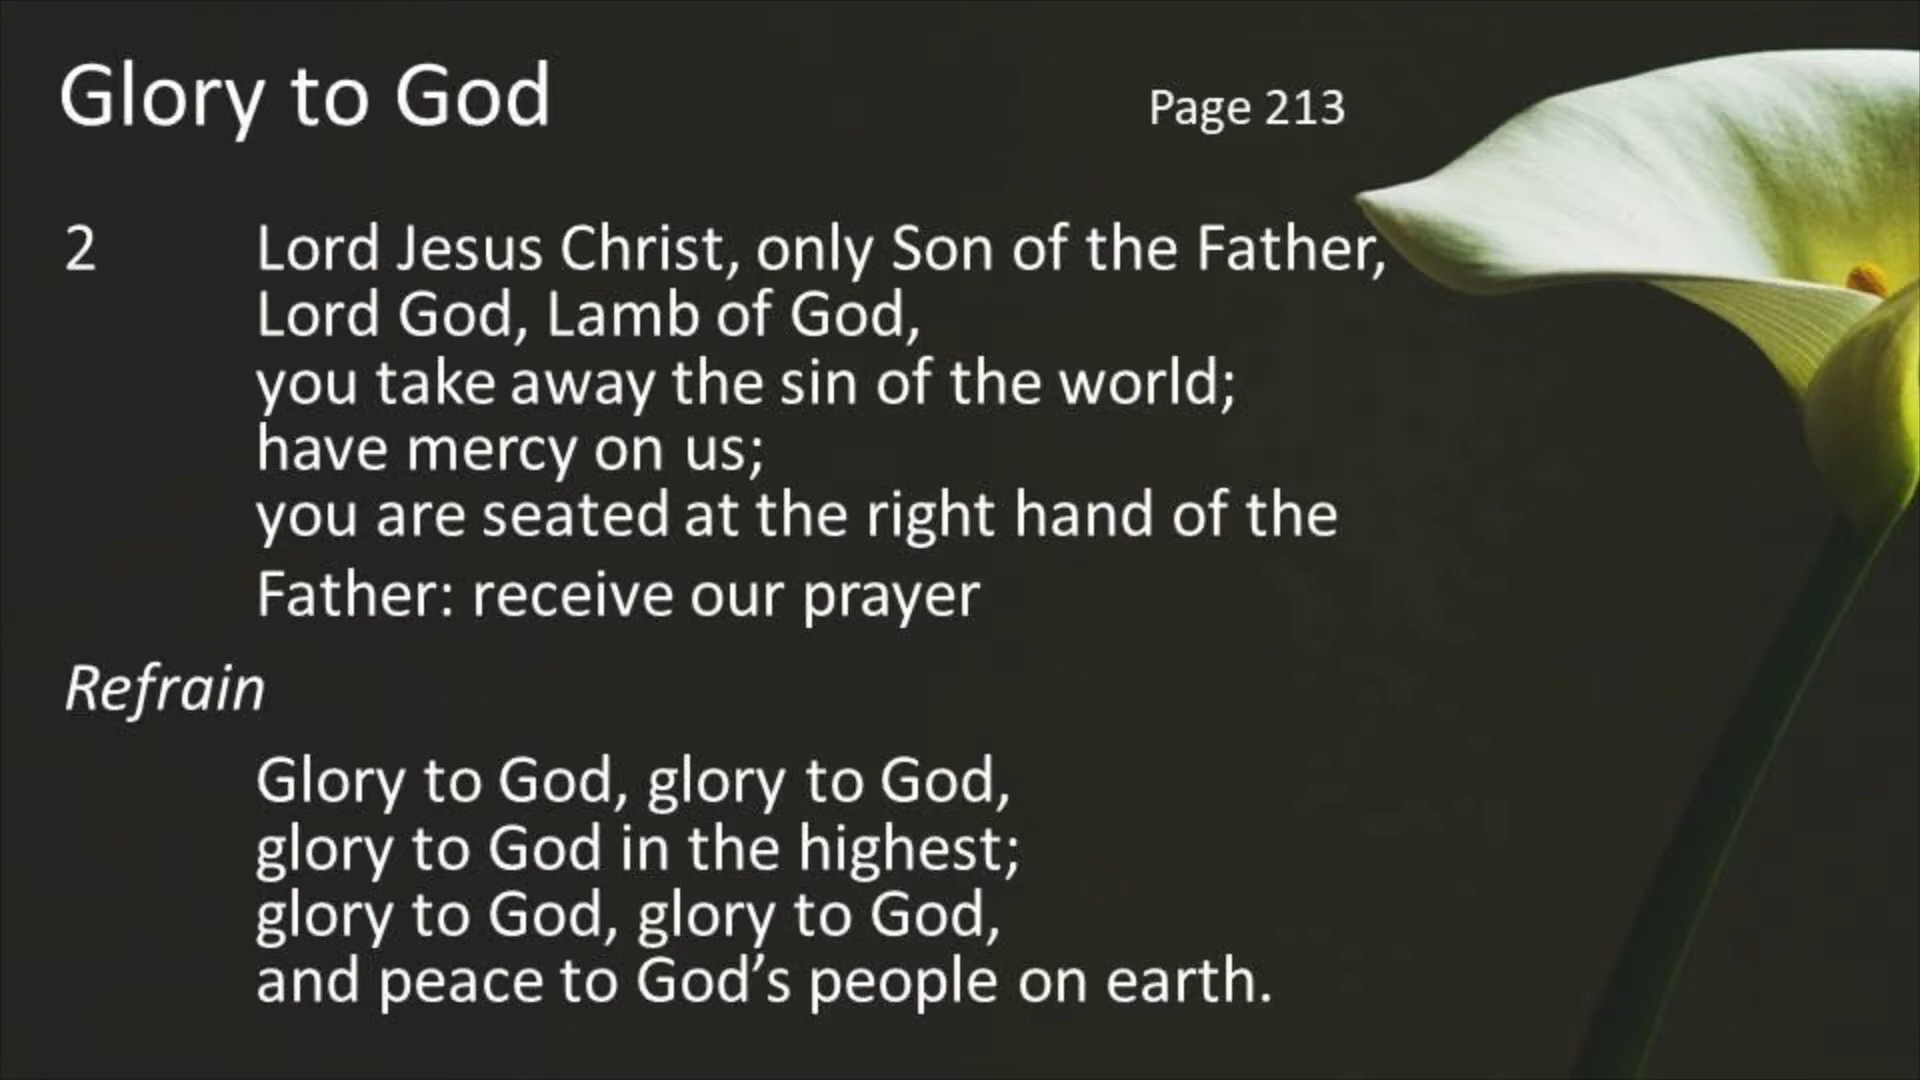 Glory to God
Page 213
2 Lord Jesus Christ, only Son of the Father,
Lord God, Lamb of God,
you take away the sin of the world;
have mercy on us;
you are seated at the right hand of the
Father: receive our prayer
Refrain
Glory to God, glory to God,
glory to God in the highest;
glory to God, glory to God,
and peace to God’s people on earth.